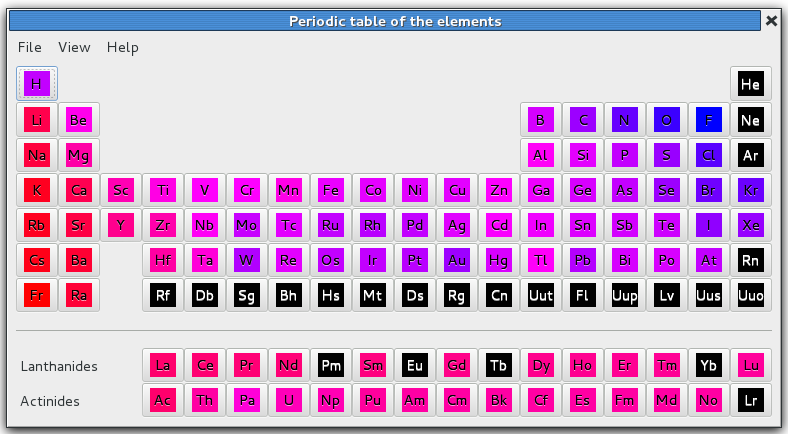 Periodic table of the elements
File View Help
H He
Li Be B C N O F Ne
Na Mg Al Si P S Cl Ar
K Ca Sc Ti V Cr Mn Fe Co Ni Cu Zn Ga Ge As Se Br Kr
Rb Sr Y Zr Nb Mo Tc Ru Rh Pd Ag Cd In Sn Sb Te I Xe
Cs Ba Hf Ta W Re Os Ir Pt Au Hg Tl Pb Bi Po At Rn
Fr Ra Rf Db Sg Bh Hs Mt Ds Rg Cn Uut Fl Uup Lv Uus Uuo
Lanthanides La Ce Pr Nd Pm Sm Eu Gd Tb Dy Ho Er Tm Yb Lu
Actinides Ac Th Pa U Np Pu Am Cm Bk Cf Es Fm Md No Lr